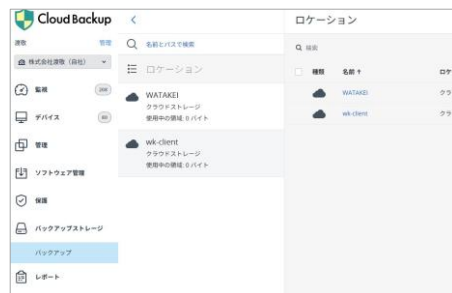 Cloud Backup
渡敬
管理
株式会社渡敬（自社）
監視
デバイス
管理
ソフトウェア管理
保護
バックアップストレージ
バックアップ
レポート
名前とパスで検索
ロケーション
WATAKEI
クラウドストレージ
使用中の領域: 0 バイト
wk-client
クラウドストレージ
使用中の領域: 0 バイト
ロケーション
検索
種類 名前 ↑ ロケ
WATAKEI クラ
wk-client クラ